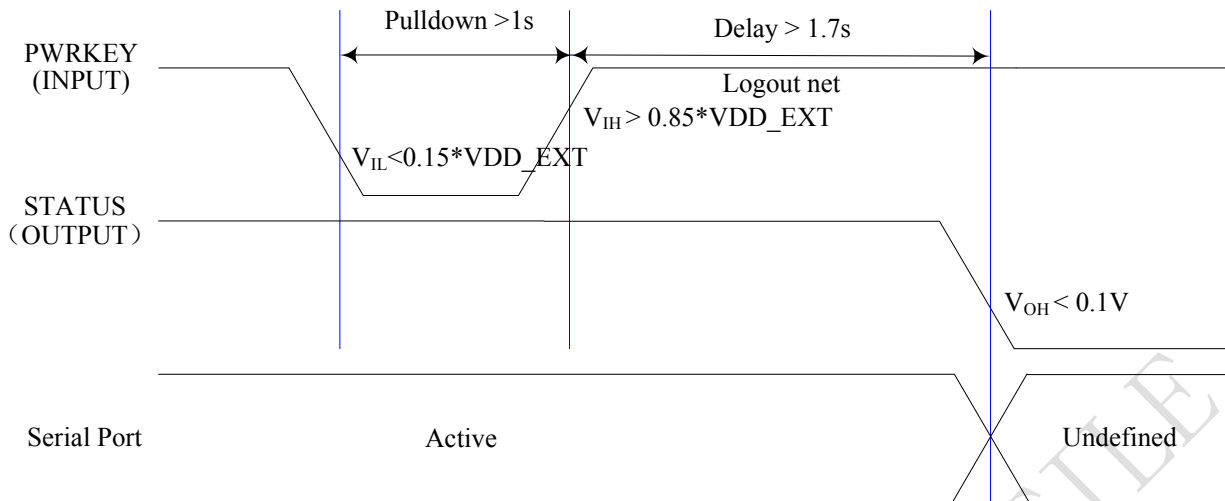 Pulldown >1s
Delay > 1.7s
PWRKEY
(INPUT)
Logout net
VIH > 0.85*VDD_EXT
VIL<0.15*VDD_EXT
STATUS
（OUTPUT）
VOH < 0.1V
Serial Port
Active
Undefined